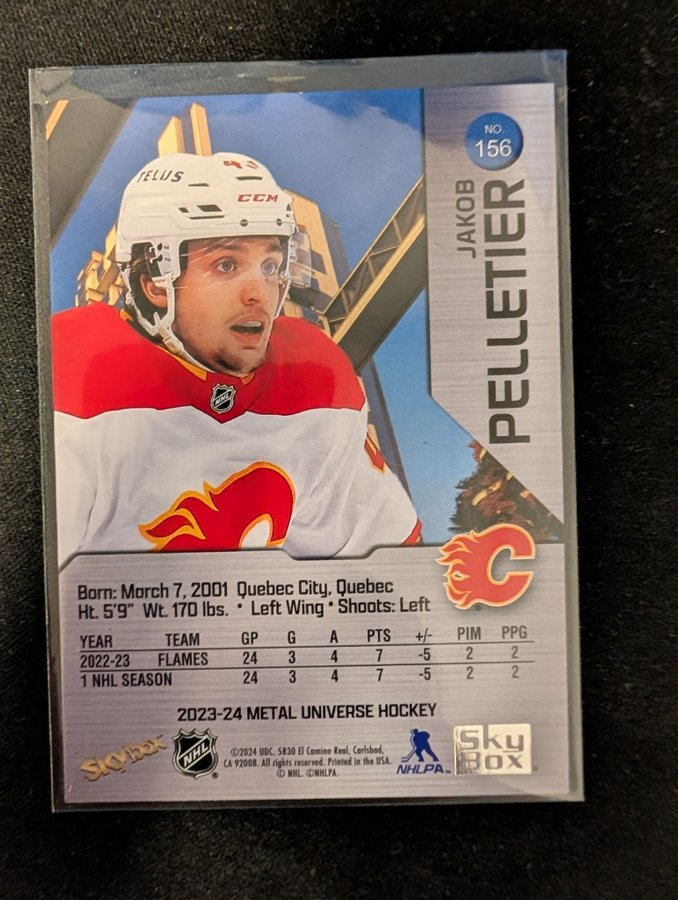 NO.
156
JAKOB
PELLETIER
TELUS
CCM
NHL
Born: March 7, 2001 Quebec City, Quebec
Ht. 5'9" Wt. 170 lbs. • Left Wing • Shoots: Left
YEAR TEAM GP G A PTS +/- PIM PPG
2022-23 FLAMES 24 3 4 7 -5 2 2
1 NHL SEASON 24 3 4 7 -5 2 2
2023-24 METAL UNIVERSE HOCKEY
skybox
NHL
©2024 UDC. 5830 El Camino Real, Carlsbad,
CA 92008. All rights reserved. Printed in the USA.
© NHL. ©NHLPA.
NHLPA
Sky
Box